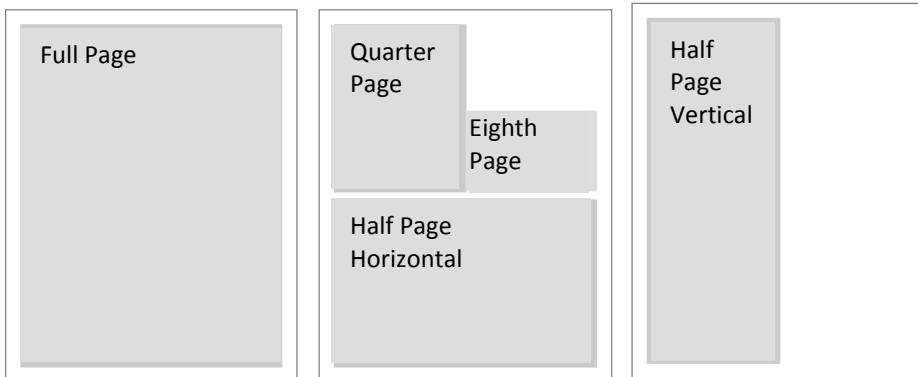 Full Page
Quarter
Page
Eighth
Page
Half Page
Horizontal
Half
Page
Vertical